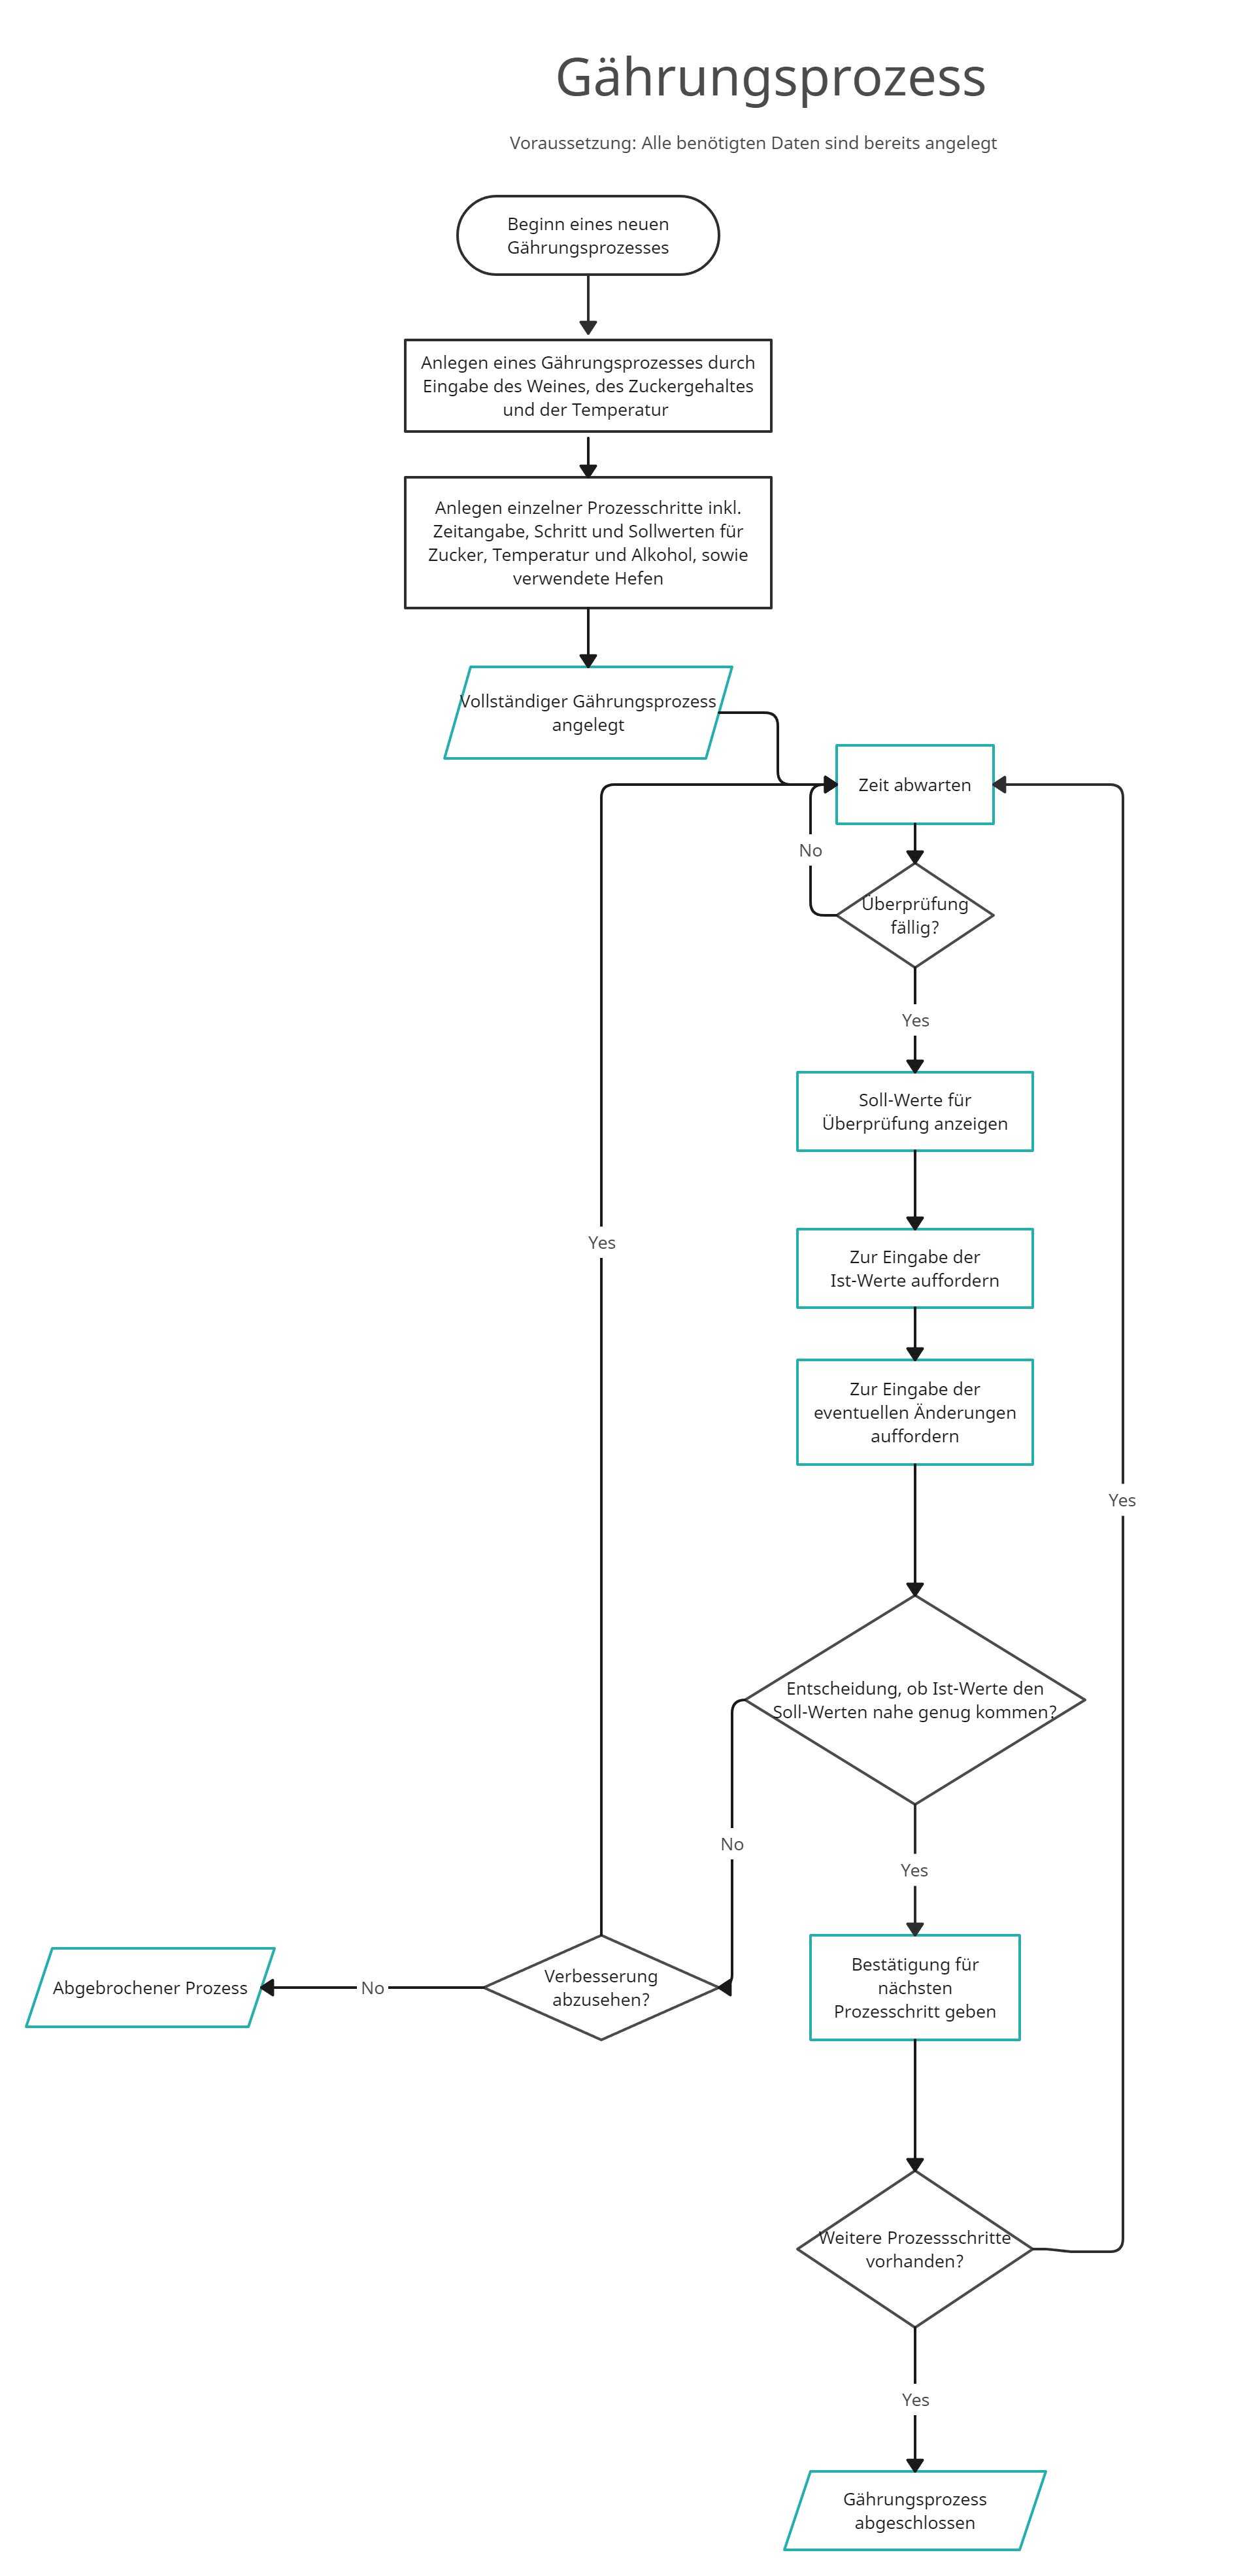 Gährungsprozess
Voraussetzung: Alle benötigten Daten sind bereits angelegt
Beginn eines neuen
Gährungsprozesses
Anlegen eines Gährungsprozesses durch
Eingabe des Weines, des Zuckergehaltes
und der Temperatur
Anlegen einzelner Prozesschritte inkl.
Zeitangabe, Schritt und Sollwerten für
Zucker, Temperatur und Alkohol, sowie
verwendete Hefen
Vollständiger Gährungsprozess
angelegt
Zeit abwarten
No
Überprüfung
fällig?
Yes
Soll-Werte für
Überprüfung anzeigen
Yes
Zur Eingabe der
Ist-Werte auffordern
Zur Eingabe der
eventuellen Änderungen
auffordern
Yes
Entscheidung, ob Ist-Werte den
Soll-Werten nahe genug kommen?
No
Yes
Abgebrochener Prozess
No
Verbesserung
abzusehen?
Bestätigung für
nächsten
Prozesschritt geben
Weitere Prozessschritte
vorhanden?
Yes
Gährungsprozess
abgeschlossen